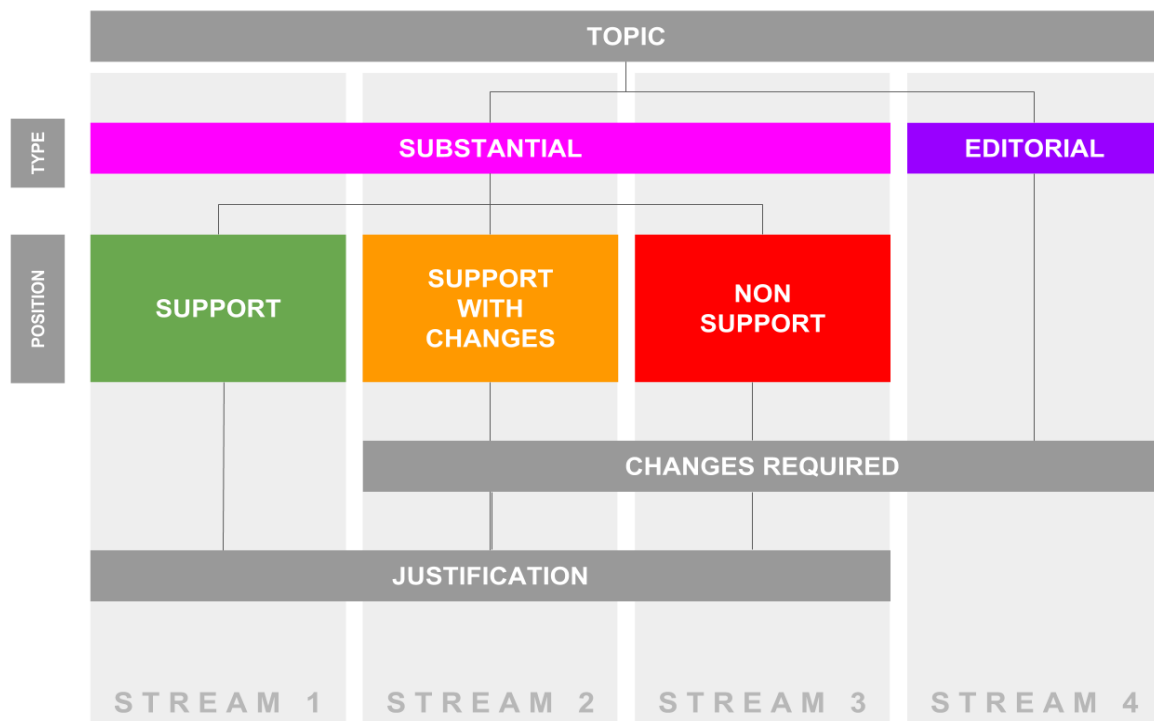 TOPIC
TYPE
SUBSTANTIAL
EDITORIAL
POSITION
SUPPORT
SUPPORT
WITH
CHANGES
NON
SUPPORT
CHANGES REQUIRED
JUSTIFICATION
STREAM 1
STREAM 2
STREAM 3
STREAM 4